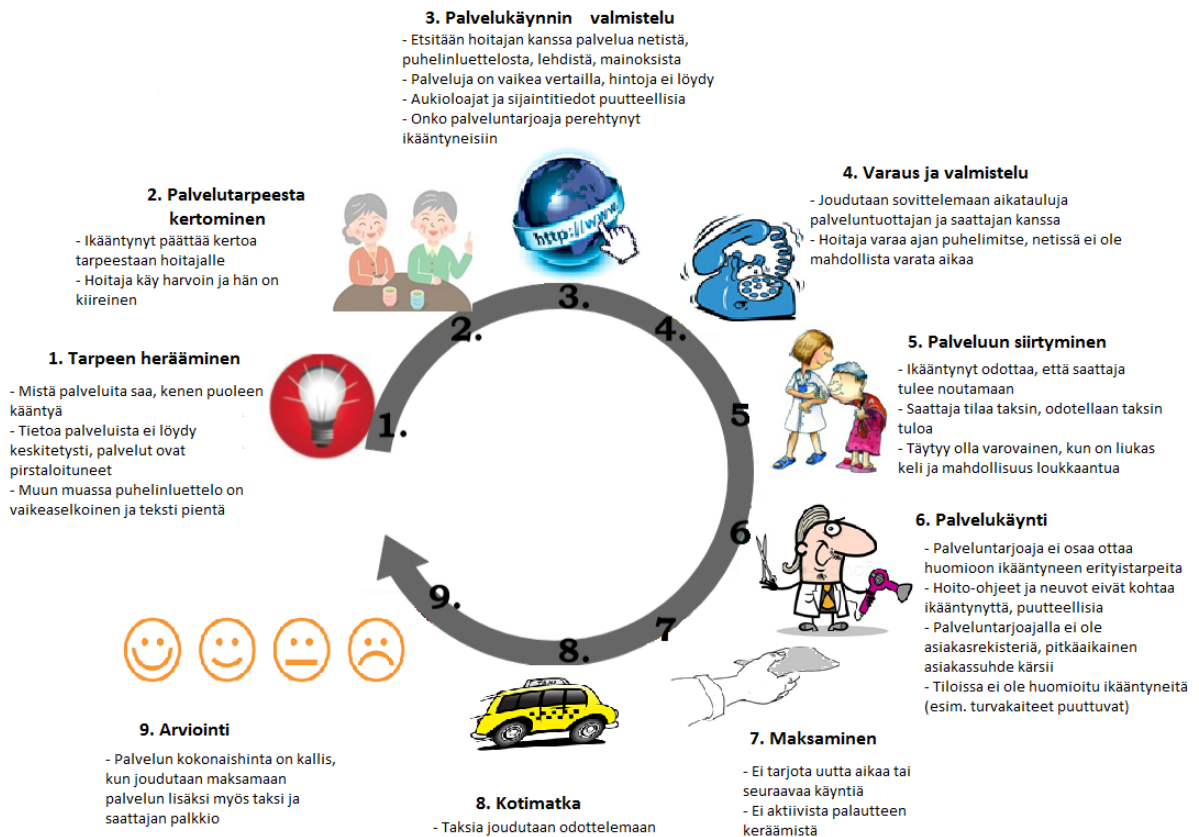 3. Palvelukäynnin valmistelu
- Etsitään hoitajan kanssa palvelua netistä,
puhelinluettelosta, lehdistä, mainoksista
- Palveluja on vaikea vertailla, hintoja ei löydy
- Aukioloajat ja sijaintitiedot puutteellisia
- Onko palveluntarjoaja perehtynyt
ikääntyneisiin
2. Palvelutarpeesta
kertominen
- Ikääntynyt päättää kertoa
tarpeestaan hoitajalle
- Hoitaja käy harvoin ja hän on
kiireinen
http://www.
4. Varaus ja valmistelu
- Joudutaan sovittelemaan aikatauluja
palveluntuottajan ja saattajan kanssa
- Hoitaja varaa ajan puhelimitse, netissä ei ole
mahdollista varata aikaa
1. Tarpeen herääminen
- Mistä palveluita saa, kenen puoleen
kääntyä
- Tietoa palveluista ei löydy
keskitetysti, palvelut ovat
pirstaloituneet
- Muun muassa puhelinluettelo on
vaikeaselkoinen ja teksti pientä
1.
2.
3.
4.
5
6
7
8.
9.
5. Palveluun siirtyminen
- Ikääntynyt odottaa, että saattaja
tulee noutamaan
- Saattaja tilaa taksin, odotellaan taksin
tuloa
- Täytyy olla varovainen, kun on liukas
keli ja mahdollisuus loukkaantua
6. Palvelukäynti
- Palveluntarjoaja ei osaa ottaa
huomioon ikääntyneen erityistarpeita
- Hoito-ohjeet ja neuvot eivät kohtaa
ikääntynyttä, puutteellisia
- Palveluntarjoajalla ei ole
asiakasrekisteriä, pitkäaikainen
asiakassuhde kärsii
- Tiloissa ei ole huomioitu ikääntyneitä
(esim. turvakaiteet puuttuvat)
7. Maksaminen
- Ei tarjota uutta aikaa tai
seuraavaa käyntiä
- Ei aktiivista palautteen
keräämistä
TAXI
8. Kotimatka
- Taksia joudutaan odottelemaan
9. Arviointi
- Palvelun kokonaishinta on kallis,
kun joudutaan maksamaan
palvelun lisäksi myös taksi ja
saattajan palkkio